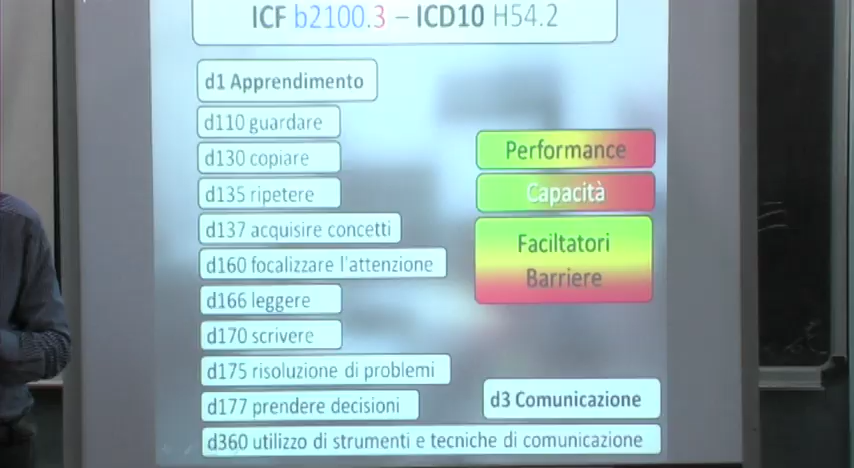 ICF b2100.3 – ICD10 H54.2
d1 Apprendimento
d110 guardare
d130 copiare
d135 ripetere
d137 acquisire concetti
d160 focalizzare l'attenzione
d166 leggere
d170 scrivere
d175 risoluzione di problemi
d177 prendere decisioni
d360 utilizzo di strumenti e tecniche di comunicazione
Performance
Capacità
Faciltatori
Barriere
d3 Comunicazione